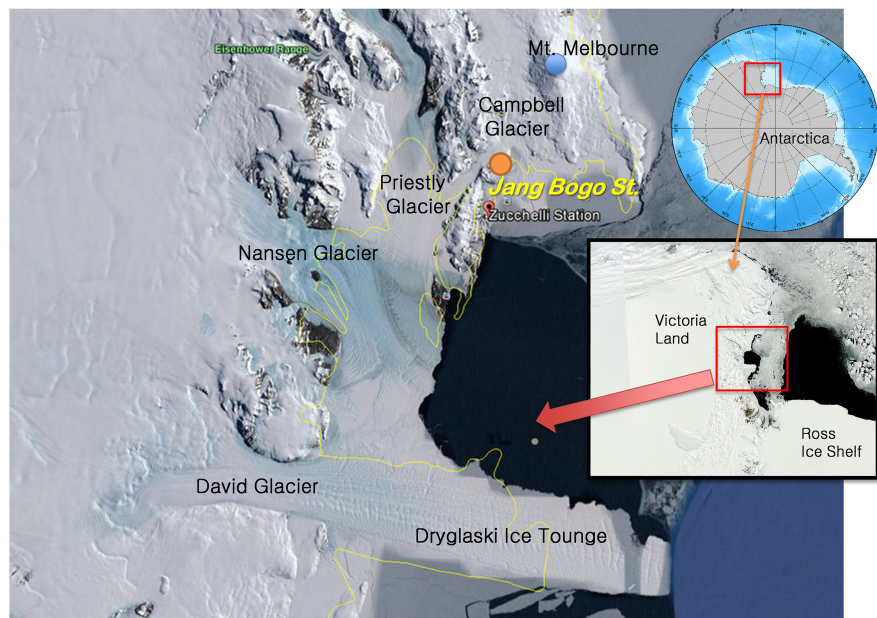 Eisenhower Range
Mt. Melbourne
Campbell
Glacier
Antarctica
Priestly
Glacier
Jang Bogo St.
Zucchelli Station
Nansen Glacier
Victoria
Land
Ross
Ice Shelf
David Glacier
Dryglaski Ice Tounge